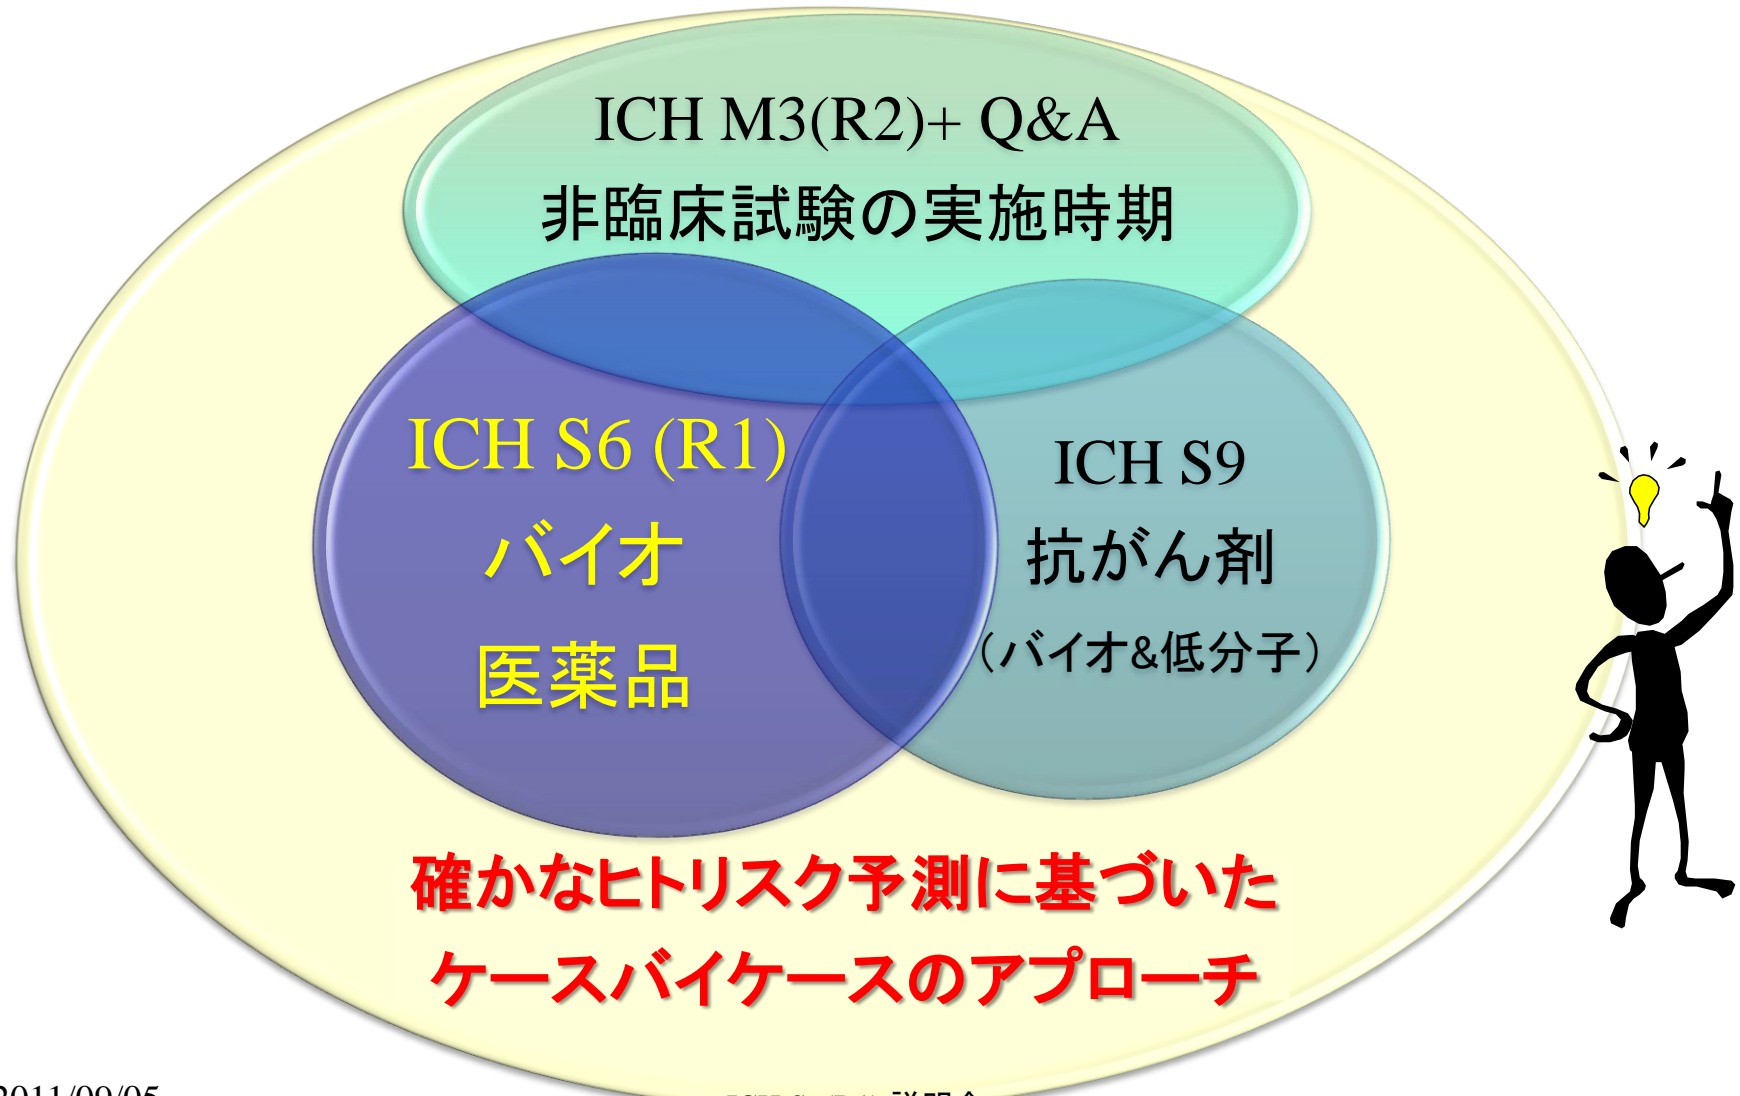 ICH M3(R2)+ Q&A
非臨床試験の実施時期
ICH S6 (R1)
バイオ
医薬品
ICH S9
抗がん剤
（バイオ&低分子）
確かなヒトリスク予測に基づいた
ケースバイケースのアプローチ
2011/09/05